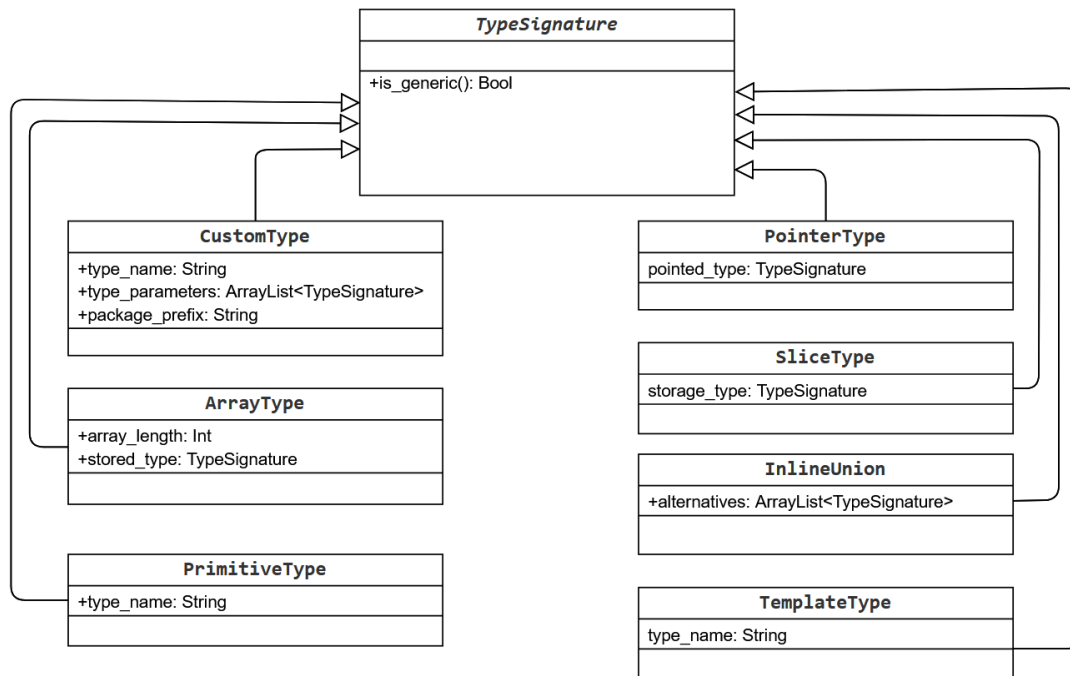 TypeSignature
+is_generic(): Bool
CustomType
+type_name: String
+type_parameters: ArrayList<TypeSignature>
+package_prefix: String
ArrayType
+array_length: Int
+stored_type: TypeSignature
PrimitiveType
+type_name: String
PointerType
pointed_type: TypeSignature
SliceType
storage_type: TypeSignature
InlineUnion
+alternatives: ArrayList<TypeSignature>
TemplateType
type_name: String